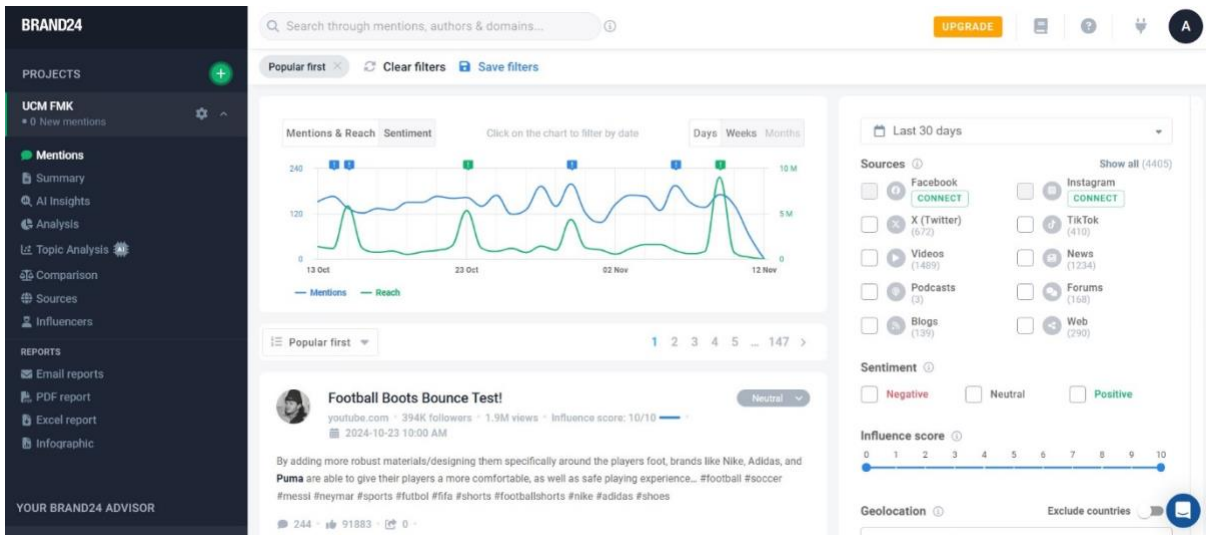 BRAND24
Search through mentions, authors & domains...
UPGRADE
A
PROJECTS
Popular first
Clear filters
Save filters
UCM FMK
0 New mentions
Mentions
Summary
AI Insights
Analysis
Topic Analysis AI
Comparison
Sources
Influencers
REPORTS
Email reports
PDF report
Excel report
Infographic
YOUR BRAND24 ADVISOR
Mentions & Reach Sentiment
Click on the chart to filter by date
Days Weeks Months
240
10 M
120
5 M
0
0
13 Oct
23 Oct
02 Nov
12 Nov
Mentions
Reach
Popular first
1 2 3 4 5 ... 147 >
Football Boots Bounce Test!
Neutral
youtube.com · 394K followers · 1.9M views · Influence score: 10/10
2024-10-23 10:00 AM
By adding more robust materials/designing them specifically around the players foot, brands like Nike, Adidas, and
Puma are able to give their players a more comfortable, as well as safe playing experience... #football #soccer
#messi #neymar #sports #futbol #fifa #shorts #footballshorts #nike #adidas #shoes
244 · 91883 · 0 ·
Last 30 days
Sources
Show all (4405)
Facebook
CONNECT
Instagram
CONNECT
X (Twitter)
(672)
TikTok
(410)
Videos
(1489)
News
(1234)
Podcasts
(3)
Forums
(168)
Blogs
(139)
Web
(290)
Sentiment
Negative
Neutral
Positive
Influence score
0 1 2 3 4 5 6 7 8 9 10
Geolocation
Exclude countries